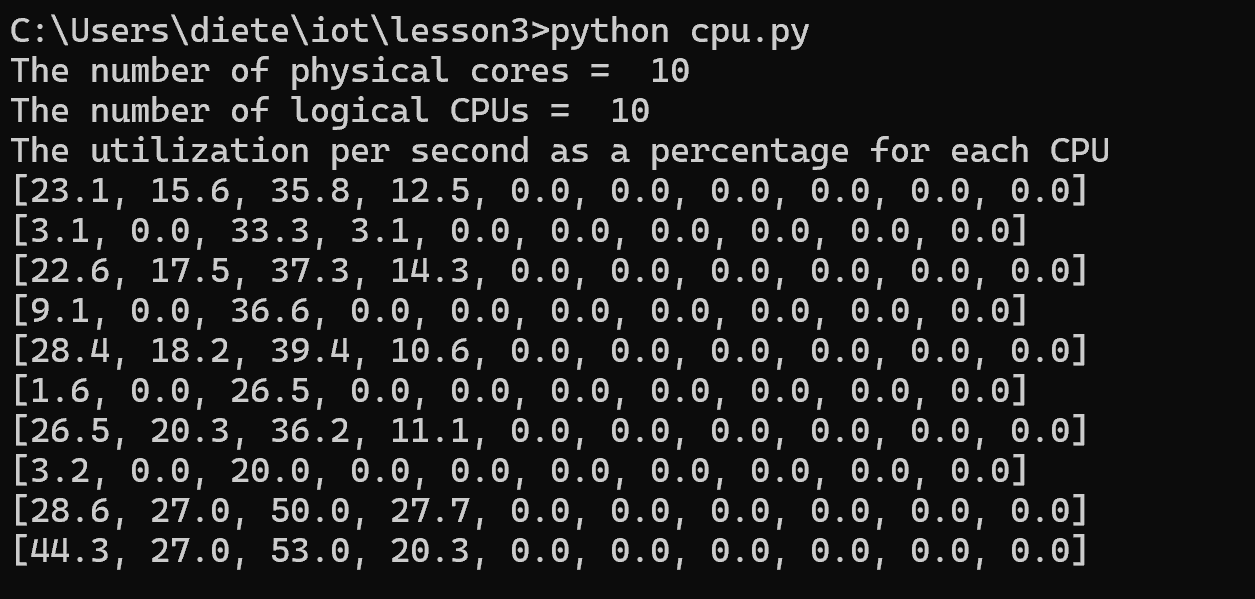 C:\Users\diete\iot\lesson3>python cpu.py
The number of physical cores =  10
The number of logical CPUs =  10
The utilization per second as a percentage for each CPU
[23.1, 15.6, 35.8, 12.5, 0.0, 0.0, 0.0, 0.0, 0.0, 0.0]
[3.1, 0.0, 33.3, 3.1, 0.0, 0.0, 0.0, 0.0, 0.0, 0.0]
[22.6, 17.5, 37.3, 14.3, 0.0, 0.0, 0.0, 0.0, 0.0, 0.0]
[9.1, 0.0, 36.6, 0.0, 0.0, 0.0, 0.0, 0.0, 0.0, 0.0]
[28.4, 18.2, 39.4, 10.6, 0.0, 0.0, 0.0, 0.0, 0.0, 0.0]
[1.6, 0.0, 26.5, 0.0, 0.0, 0.0, 0.0, 0.0, 0.0, 0.0]
[26.5, 20.3, 36.2, 11.1, 0.0, 0.0, 0.0, 0.0, 0.0, 0.0]
[3.2, 0.0, 20.0, 0.0, 0.0, 0.0, 0.0, 0.0, 0.0, 0.0]
[28.6, 27.0, 50.0, 27.7, 0.0, 0.0, 0.0, 0.0, 0.0, 0.0]
[44.3, 27.0, 53.0, 20.3, 0.0, 0.0, 0.0, 0.0, 0.0, 0.0]